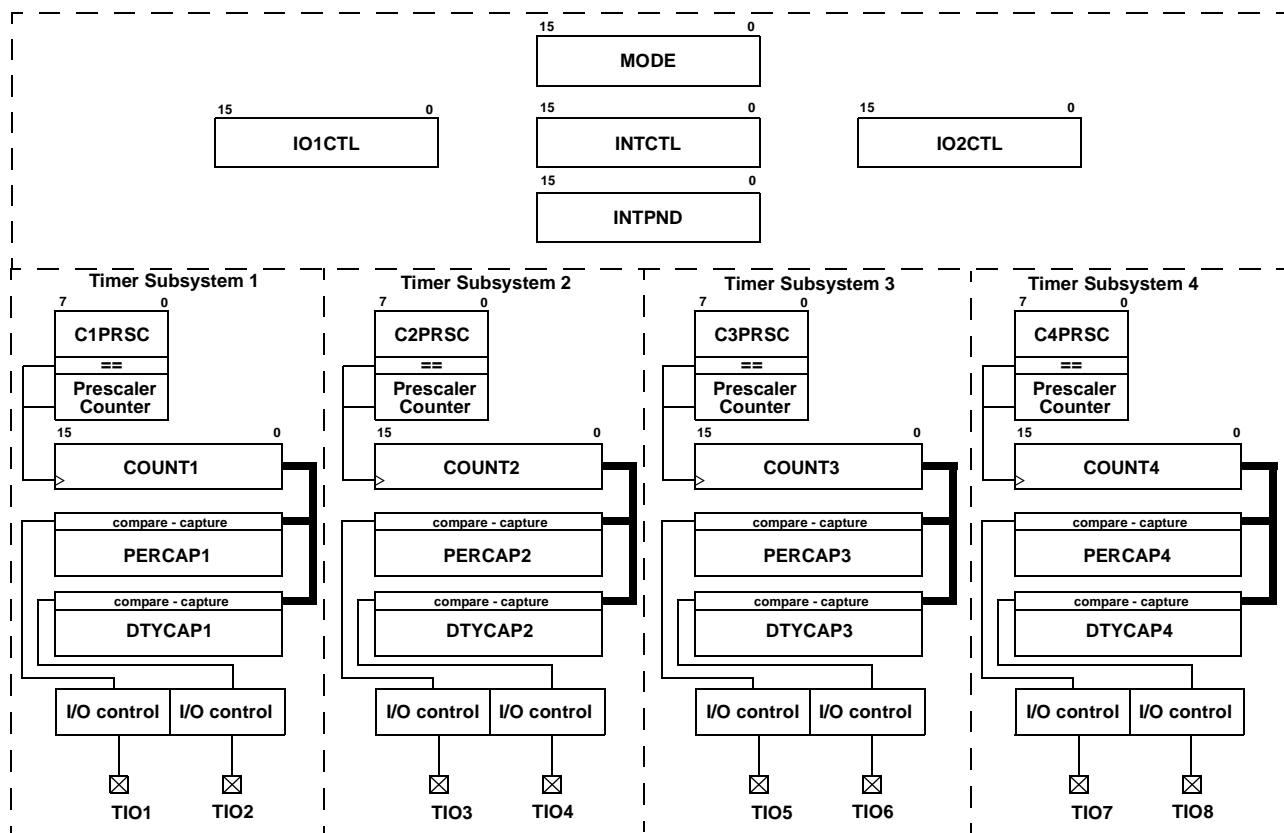 15 0
MODE
15 0
IO1CTL
15 0
INTCTL
15 0
IO2CTL
15 0
INTPND
Timer Subsystem 1
7 0
C1PRSC
==
Prescaler
Counter
15 0
COUNT1
compare - capture
PERCAP1
compare - capture
DTYCAP1
I/O control I/O control
TIO1 TIO2
Timer Subsystem 2
7 0
C2PRSC
==
Prescaler
Counter
15 0
COUNT2
compare - capture
PERCAP2
compare - capture
DTYCAP2
I/O control I/O control
TIO3 TIO4
Timer Subsystem 3
7 0
C3PRSC
==
Prescaler
Counter
15 0
COUNT3
compare - capture
PERCAP3
compare - capture
DTYCAP3
I/O control I/O control
TIO5 TIO6
Timer Subsystem 4
7 0
C4PRSC
==
Prescaler
Counter
15 0
COUNT4
compare - capture
PERCAP4
compare - capture
DTYCAP4
I/O control I/O control
TIO7 TIO8